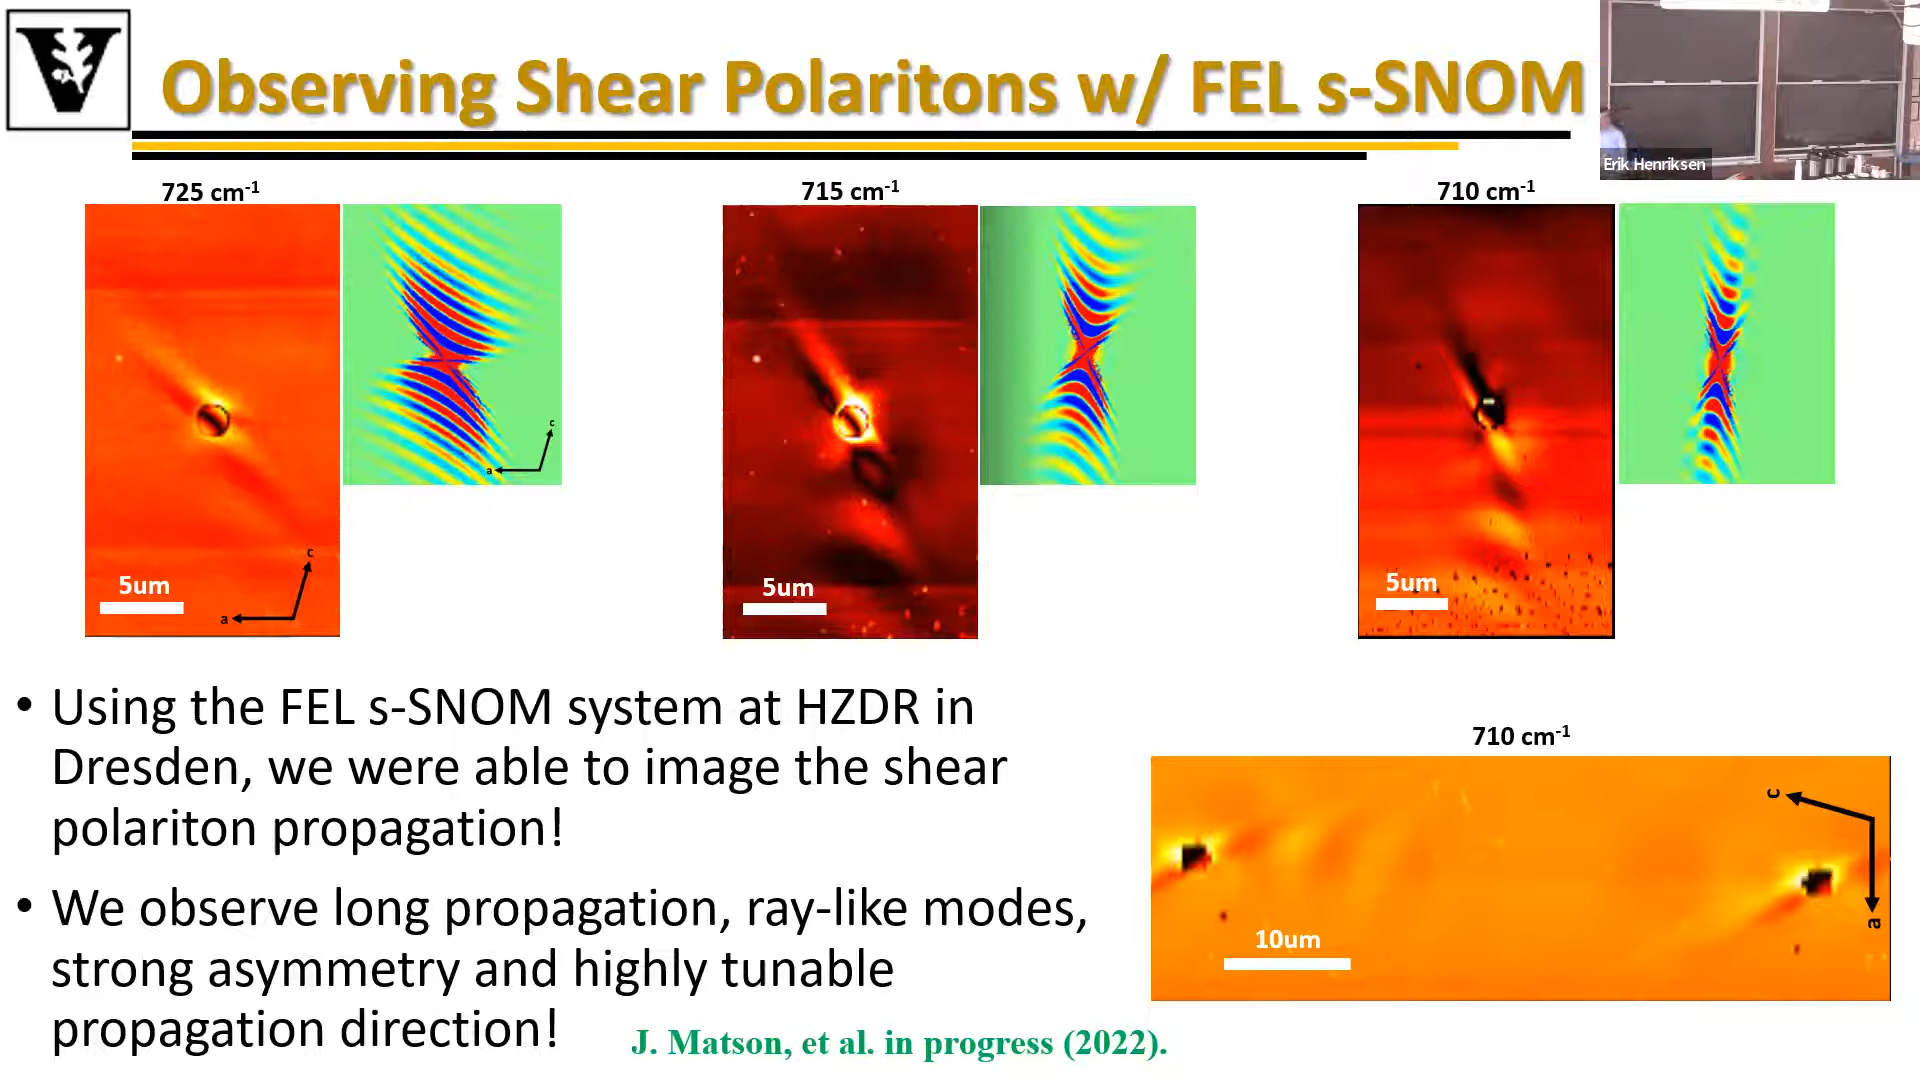 V
Observing Shear Polaritons w/ FEL s-SNOM
Erik Henriksen
725 cm-1
715 cm-1
710 cm-1
c
a
c
a
5um
5um
5um
• Using the FEL s-SNOM system at HZDR in
Dresden, we were able to image the shear
polariton propagation!
• We observe long propagation, ray-like modes,
strong asymmetry and highly tunable
propagation direction!
710 cm-1
c
a
10um
J. Matson, et al. in progress (2022).